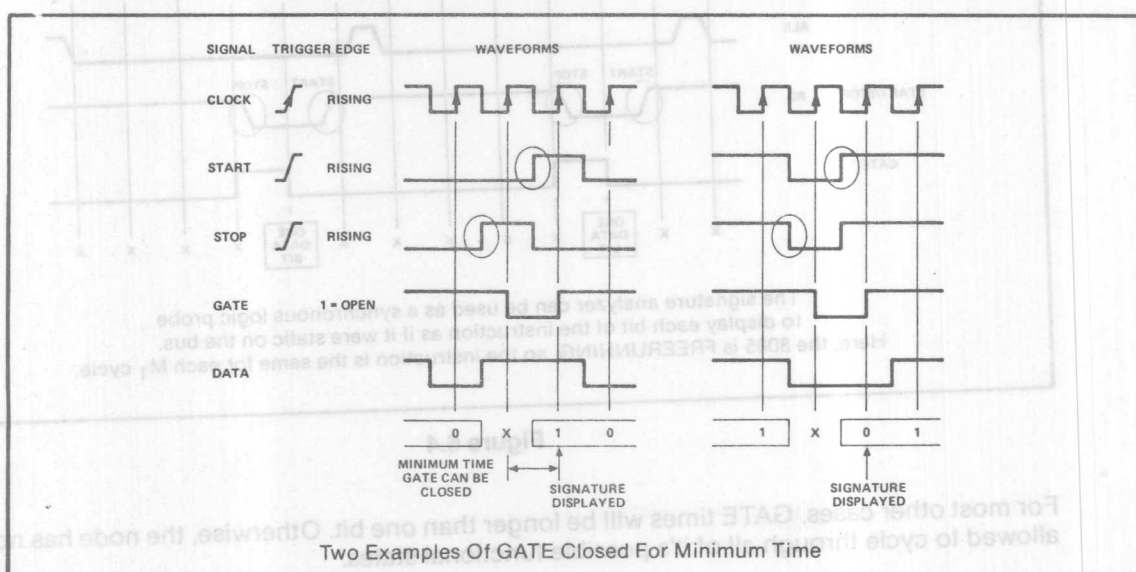 SIGNAL TRIGGER EDGE WAVEFORMS WAVEFORMS
CLOCK RISING
START RISING
STOP RISING
GATE 1 = OPEN
DATA
0 X 1 0 1 X 0 1
MINIMUM TIME
GATE CAN BE
CLOSED
SIGNATURE
DISPLAYED
SIGNATURE
DISPLAYED
Two Examples Of GATE Closed For Minimum Time
The signature analyzer can be used as a synchronous logic probe
to display each bit of the instruction as if it were static on the bus.
Here, the 8085 is FREERUNNING, so the instruction is the same for each M1 cycle.
Figure 6.4
For most other cases, GATE times will be longer than one bit. Otherwise, the node has
allowed to cycle through all of